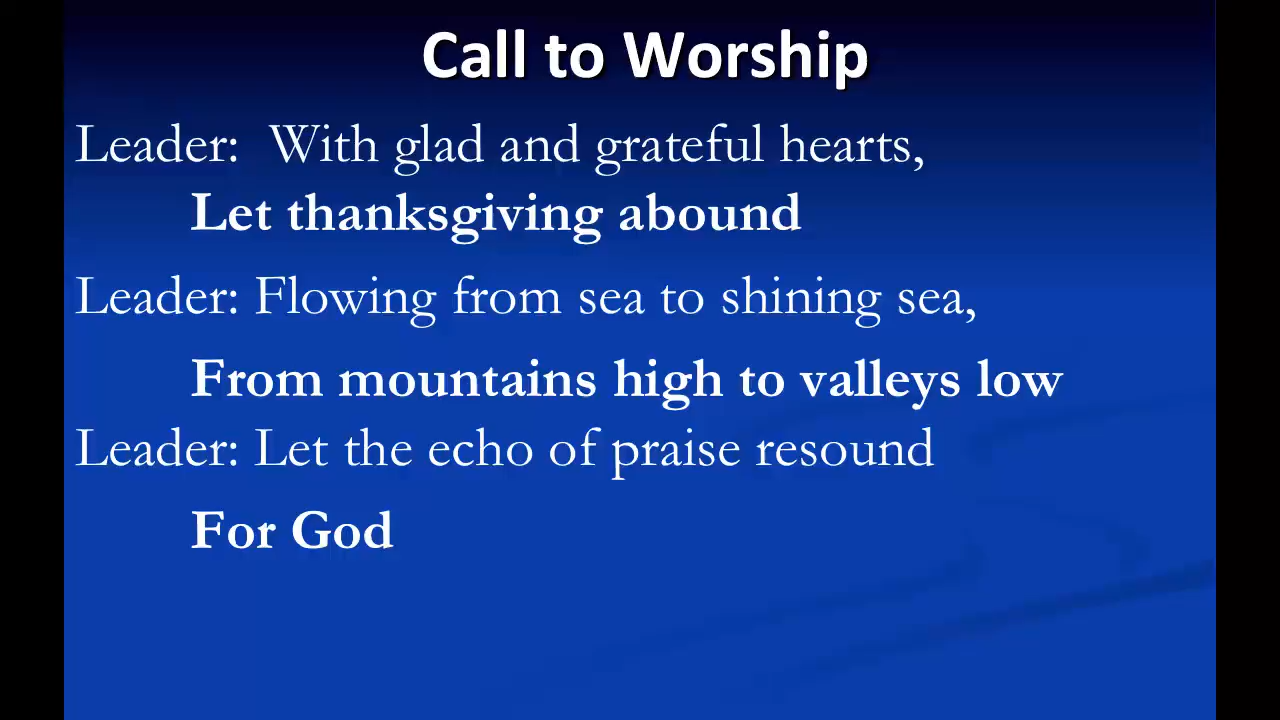 Call to Worship
Leader:  With glad and grateful hearts,
Let thanksgiving abound
Leader: Flowing from sea to shining sea,
From mountains high to valleys low
Leader: Let the echo of praise resound
For God